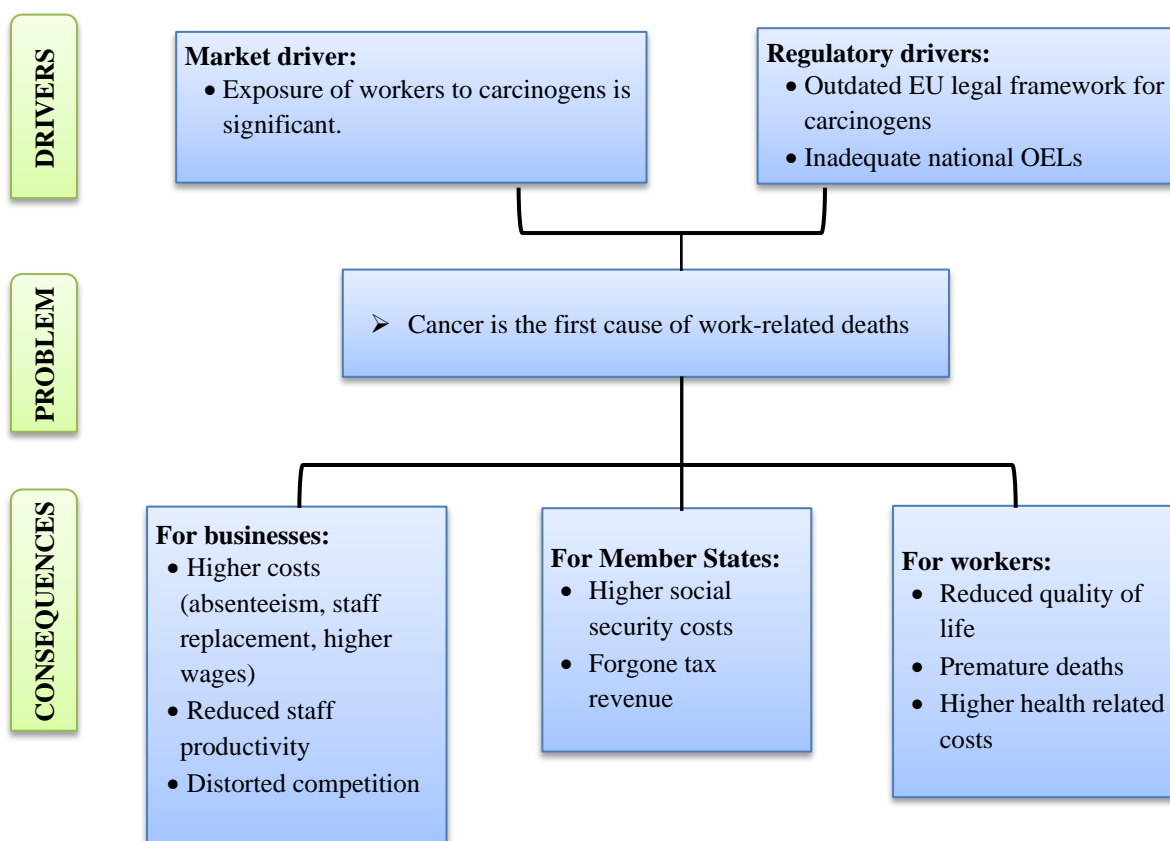 DRIVERS
Market driver:
• Exposure of workers to carcinogens is
significant.
Regulatory drivers:
• Outdated EU legal framework for
carcinogens
• Inadequate national OELs
PROBLEM
➢ Cancer is the first cause of work-related deaths
CONSEQUENCES
For businesses:
• Higher costs
(absenteeism, staff
replacement, higher
wages)
• Reduced staff
productivity
• Distorted competition
For Member States:
• Higher social
security costs
• Forgone tax
revenue
For workers:
• Reduced quality of
life
• Premature deaths
• Higher health related
costs